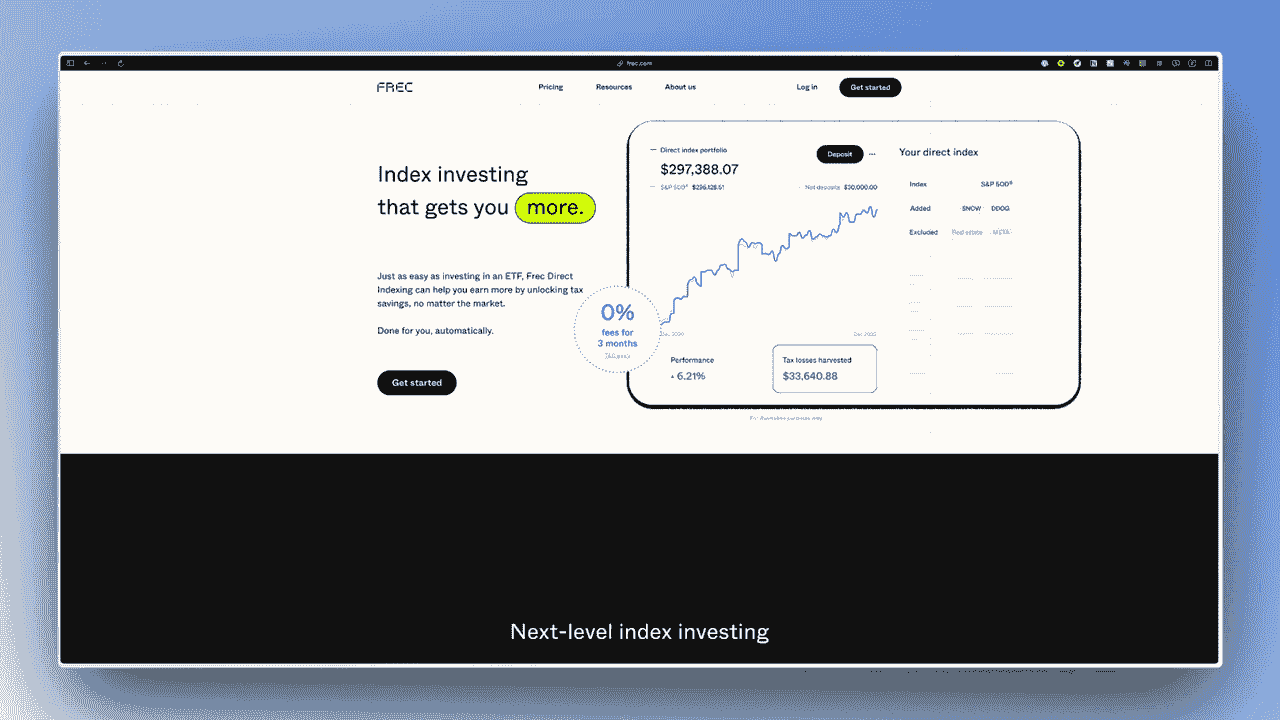 frec.com
FREC
Pricing
Resources
About us
Log in
Get started
Index investing
that gets you more.
Just as easy as investing in an ETF, Frec Direct
Indexing can help you earn more by unlocking tax
savings, no matter the market.
Done for you, automatically.
Get started
0%
fees for
3 months
Direct index portfolio
$297,388.07
Deposit
S&P 500®
Net deposits $30,000.00
Performance
6.21%
Tax losses harvested
$33,640.88
Your direct index
Index
S&P 500®
Added
SNOW DDOG
Excluded
Real estate
Next-level index investing